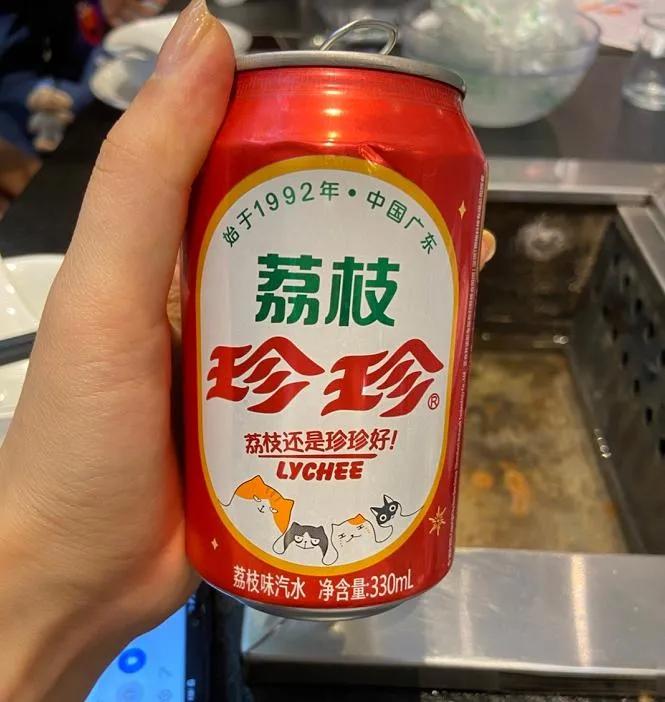 始于1992年·中国广东
荔枝
珍珍®
荔枝还是珍珍好!
LYCHEE
荔枝味汽水 净含量:330mL